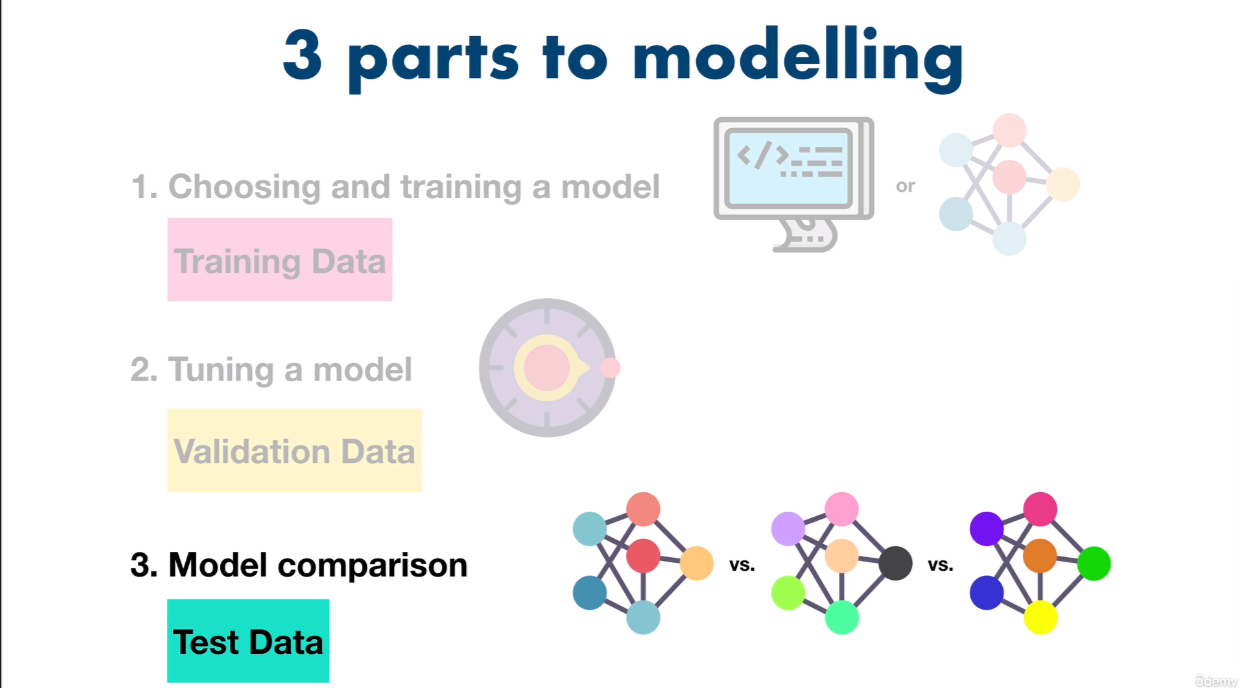 3 parts to modelling
1. Choosing and training a model
or
Training Data
2. Tuning a model
Validation Data
3. Model comparison
vs.
vs.
Test Data
ûdemy